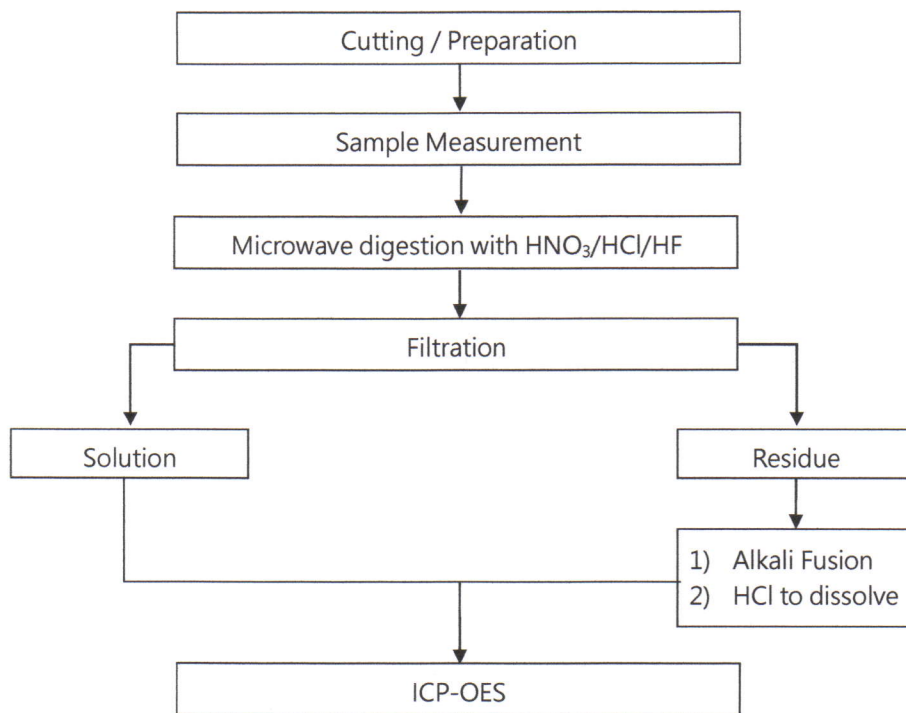 Cutting / Preparation
Sample Measurement
Microwave digestion with HNO₃/HCl/HF
Filtration
Solution
Residue
1) Alkali Fusion
2) HCl to dissolve
ICP-OES